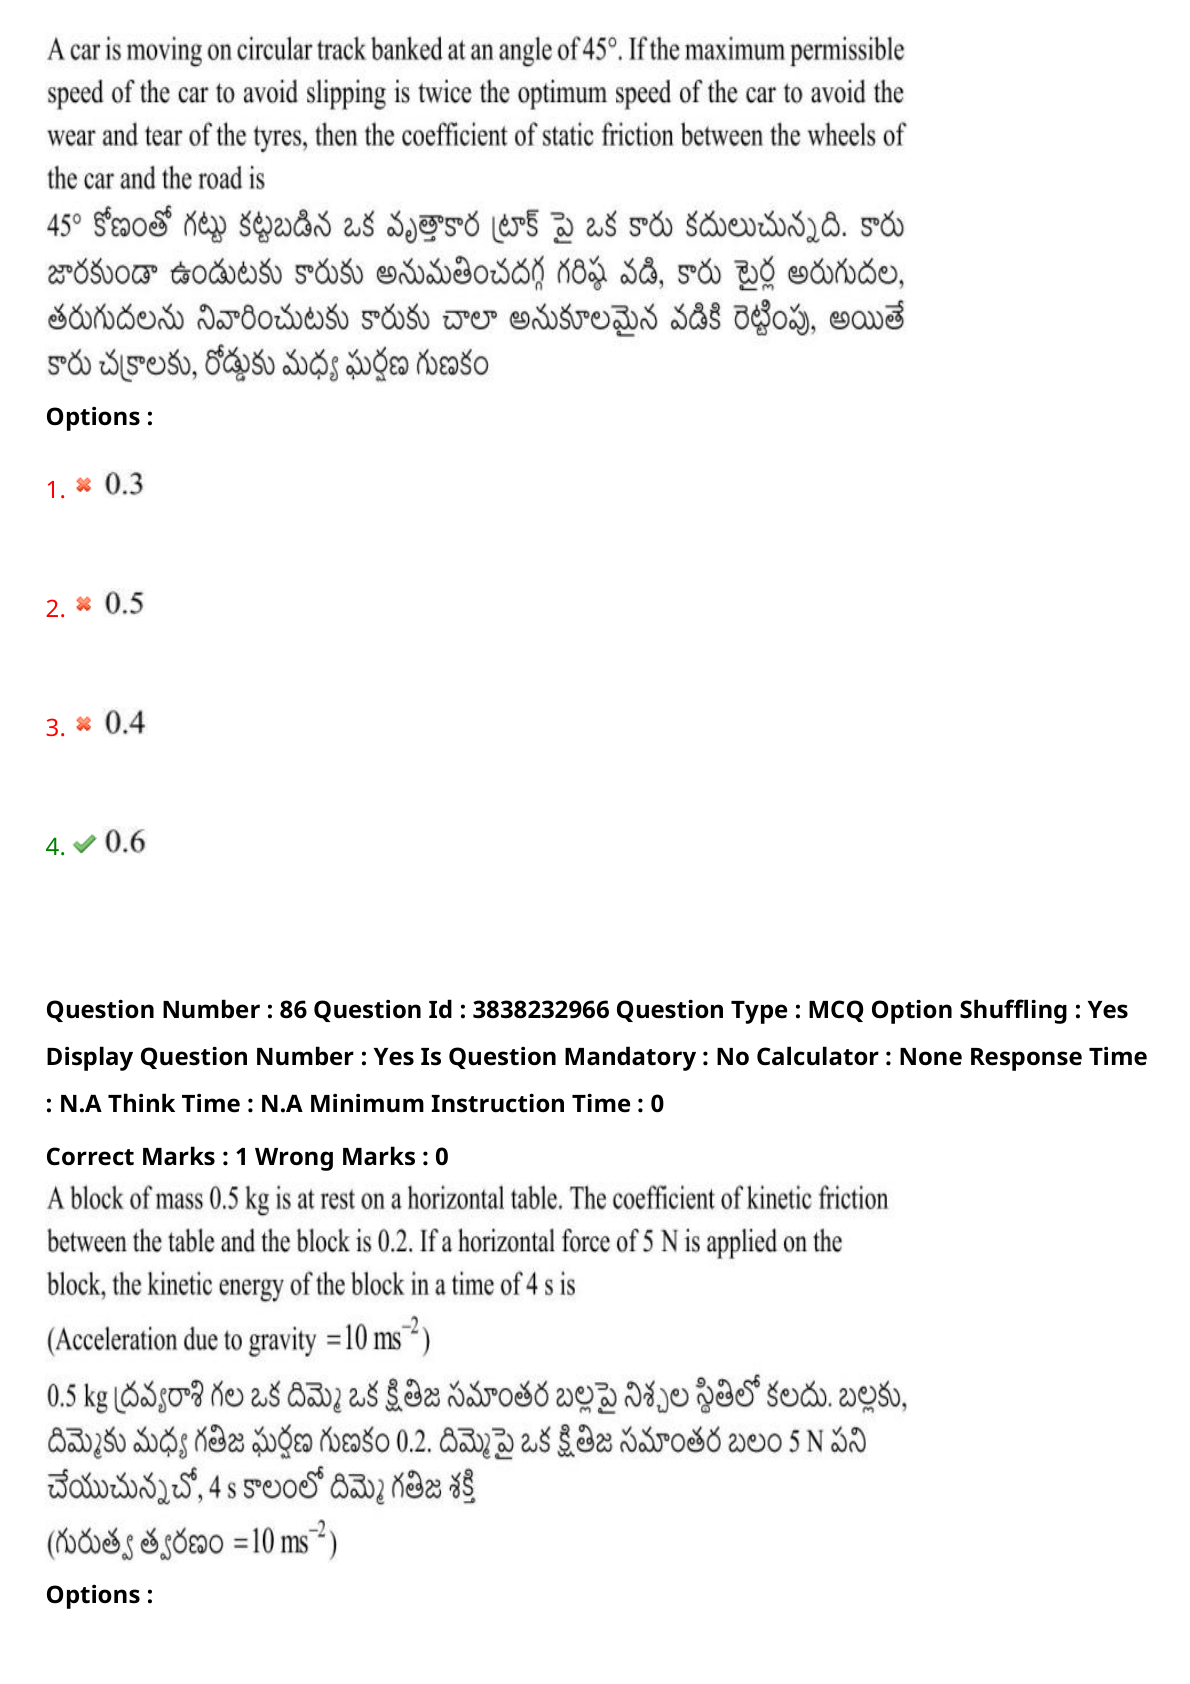 A car is moving on circular track banked at an angle of 45°. If the maximum permissible
speed of the car to avoid slipping is twice the optimum speed of the car to avoid the
wear and tear of the tyres, then the coefficient of static friction between the wheels of
the car and the road is
45° కోణంతో గట్టు కట్టబడిన ఒక వృత్తాకార ట్రాక్ పై ఒక కారు కదులుచున్నది. కారు
జారకుండా ఉండుటకు కారుకు అనుమతించదగ్గ గరిష్ఠ వడి, కారు టైర్ల అరుగుదల,
తరుగుదలను నివారించుటకు కారుకు చాలా అనుకూలమైన వడికి రెట్టింపు, అయితే
కారు చక్రాలకు, రోడ్డుకు మధ్య ఘర్షణ గుణకం
Options :
1. 0.3
2. 0.5
3. 0.4
4. 0.6
Question Number : 86 Question Id : 3838232966 Question Type : MCQ Option Shuffling : Yes
Display Question Number : Yes Is Question Mandatory : No Calculator : None Response Time
: N.A Think Time : N.A Minimum Instruction Time : 0
Correct Marks : 1 Wrong Marks : 0
A block of mass 0.5 kg is at rest on a horizontal table. The coefficient of kinetic friction
between the table and the block is 0.2. If a horizontal force of 5 N is applied on the
block, the kinetic energy of the block in a time of 4 s is
(Acceleration due to gravity =10 ms⁻²)
0.5 kg ద్రవ్యరాశి గల ఒక దిమ్మె ఒక క్షితిజ సమాంతర బల్లపై నిశ్చల స్థితిలో కలదు. బల్లకు,
దిమ్మెకు మధ్య గతిజ ఘర్షణ గుణకం 0.2. దిమ్మెపై ఒక క్షితిజ సమాంతర బలం 5 N పని
చేయుచున్నచో, 4 s కాలంలో దిమ్మె గతిజ శక్తి
(గురుత్వ త్వరణం =10 ms⁻²)
Options :